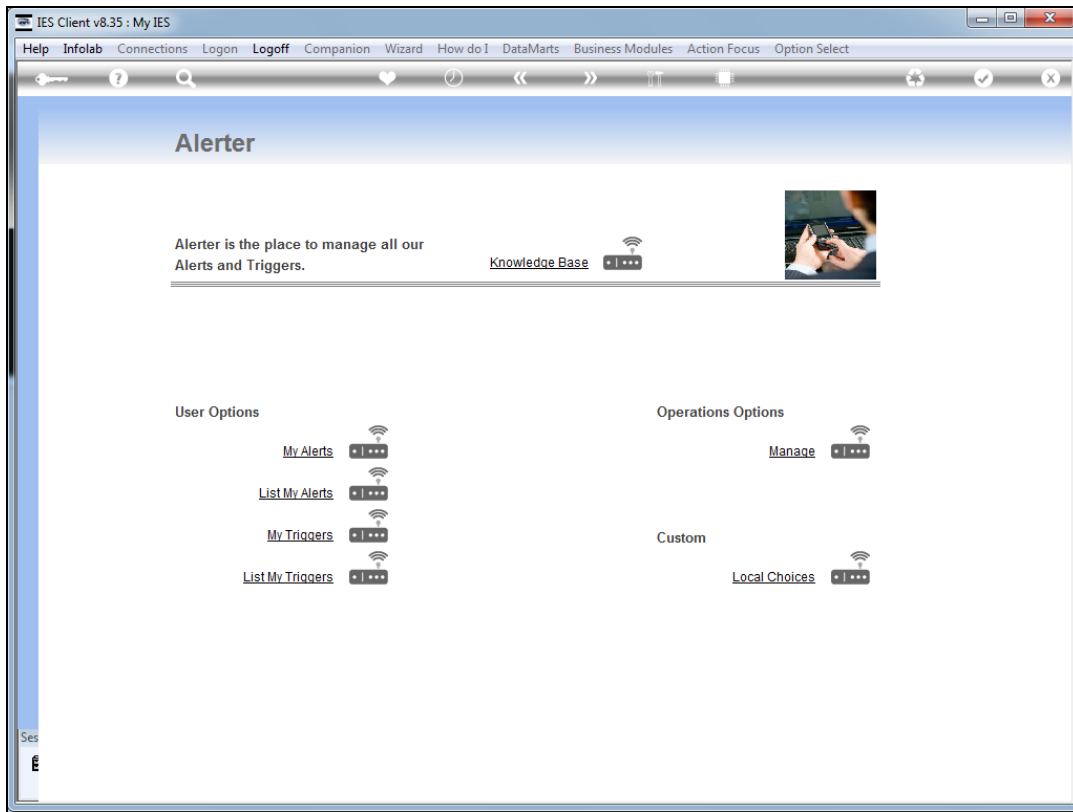 IES Client v8.35 : My IES
Help Infolab Connections Logon Logoff Companion Wizard How do I DataMarts Business Modules Action Focus Option Select
Alerter
Alerter is the place to manage all our
Alerts and Triggers.
Knowledge Base
User Options
My Alerts
List My Alerts
My Triggers
List My Triggers
Operations Options
Manage
Custom
Local Choices
Ses